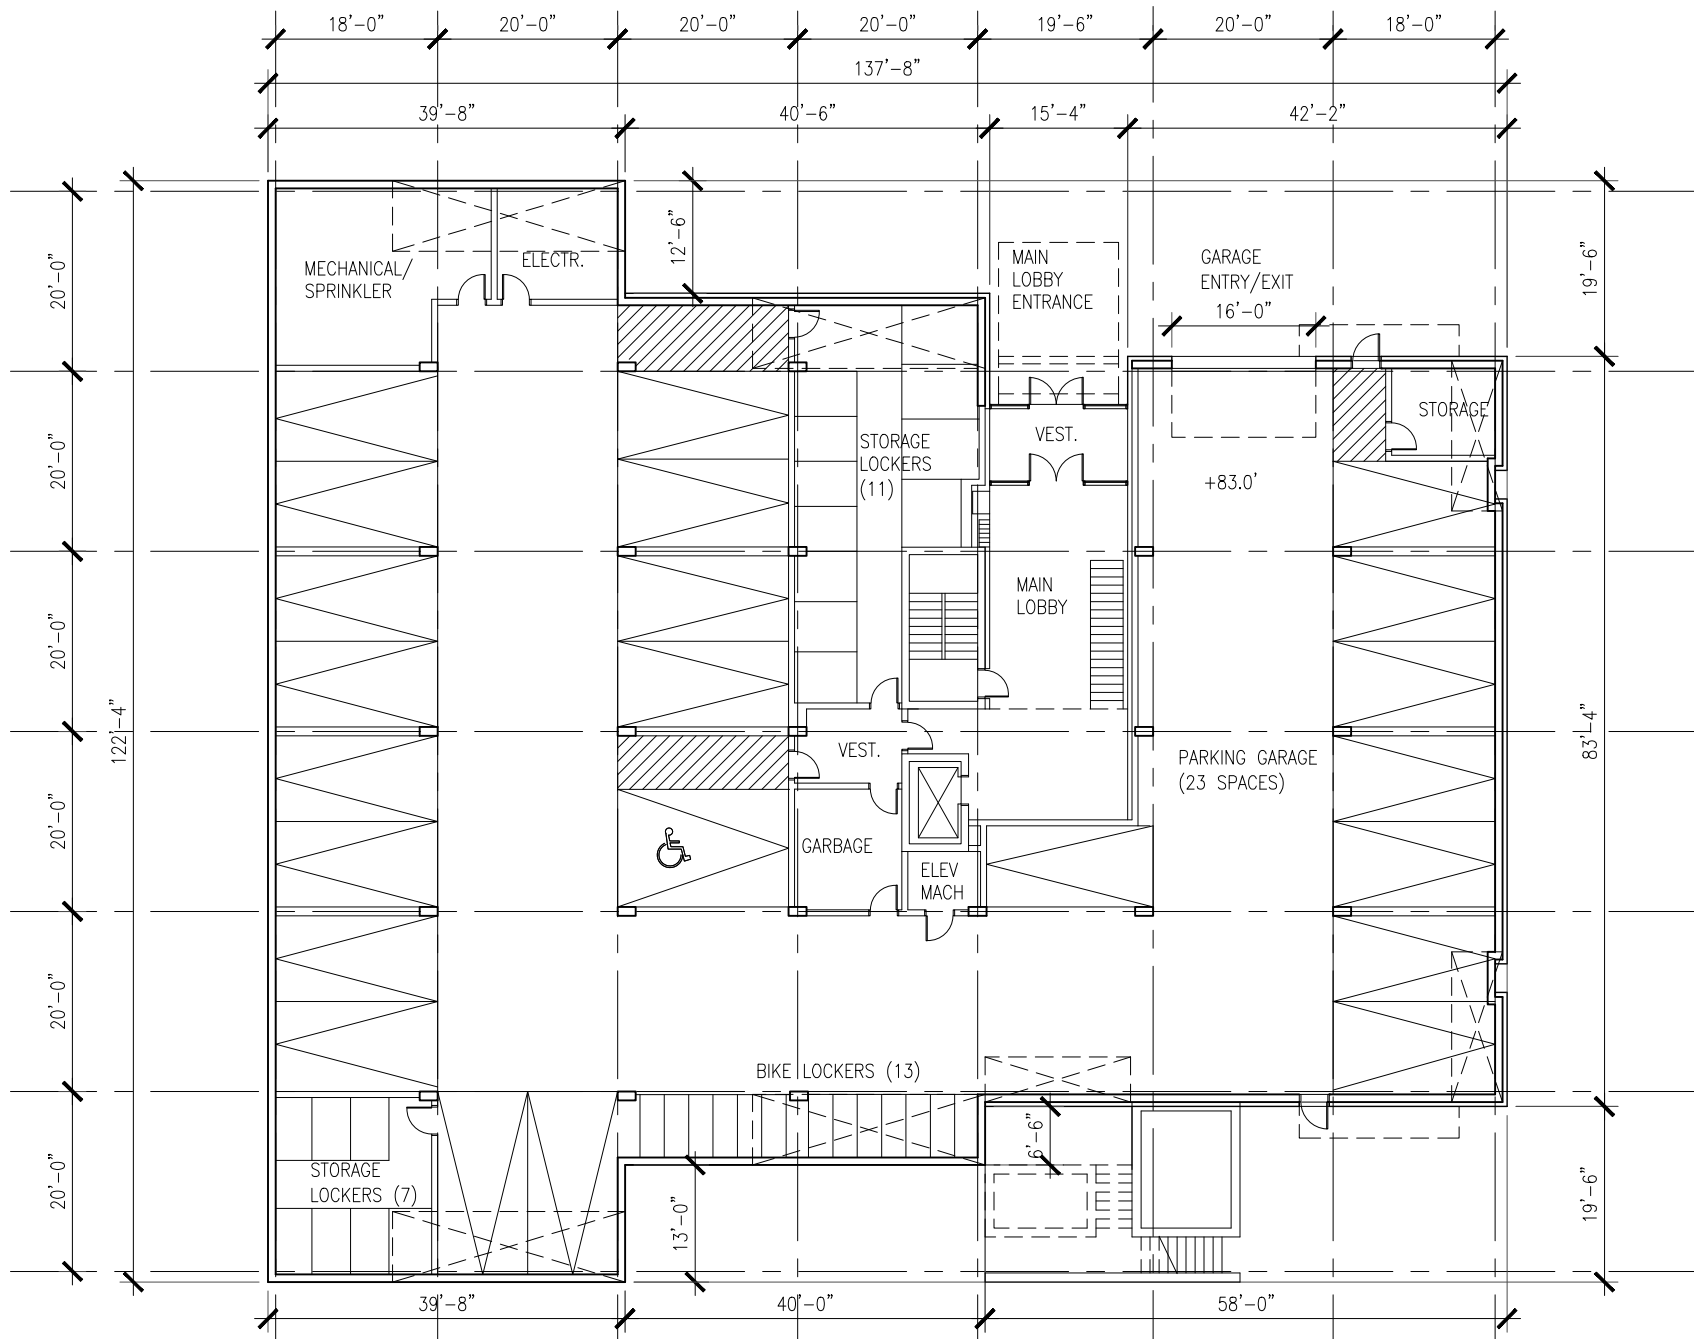 18'-0" 20'-0" 20'-0" 20'-0" 19'-6" 20'-0" 18'-0"
137'-8"
39'-8" 40'-6" 15'-4" 42'-2"
20'-0"
20'-0"
20'-0"
20'-0"
20'-0"
20'-0"
122'-4"
12'-6"
19'-6"
83'-4"
19'-6"
MECHANICAL/
SPRINKLER
ELECTR.
MAIN
LOBBY
ENTRANCE
GARAGE
ENTRY/EXIT
16'-0"
STORAGE
LOCKERS
(11)
VEST.
STORAGE
+83.0'
MAIN
LOBBY
VEST.
PARKING GARAGE
(23 SPACES)
GARBAGE
ELEV
MACH
BIKE LOCKERS (13)
STORAGE
LOCKERS (7)
6'-6"
13'-0"
39'-8" 40'-0" 58'-0"